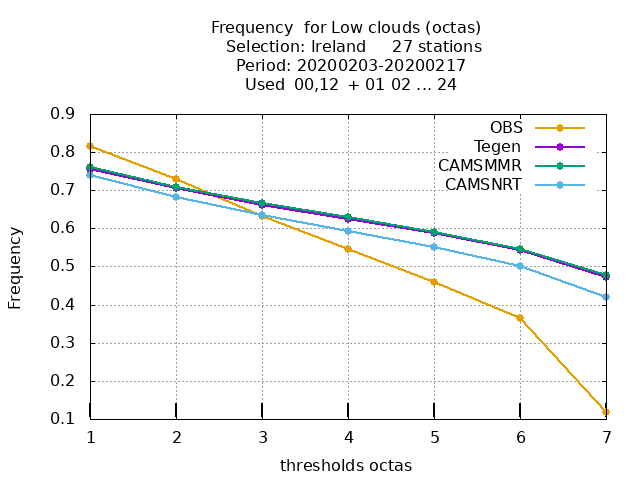 Frequency  for Low clouds (octas)
Selection: Ireland     27 stations
Period: 20200203-20200217
Used  00,12  + 01 02 ... 24
OBS
Tegen
CAMSMMR
CAMSNRT
0.9
0.8
0.7
0.6
0.5
0.4
0.3
0.2
0.1
Frequency
1 2 3 4 5 6 7
thresholds octas